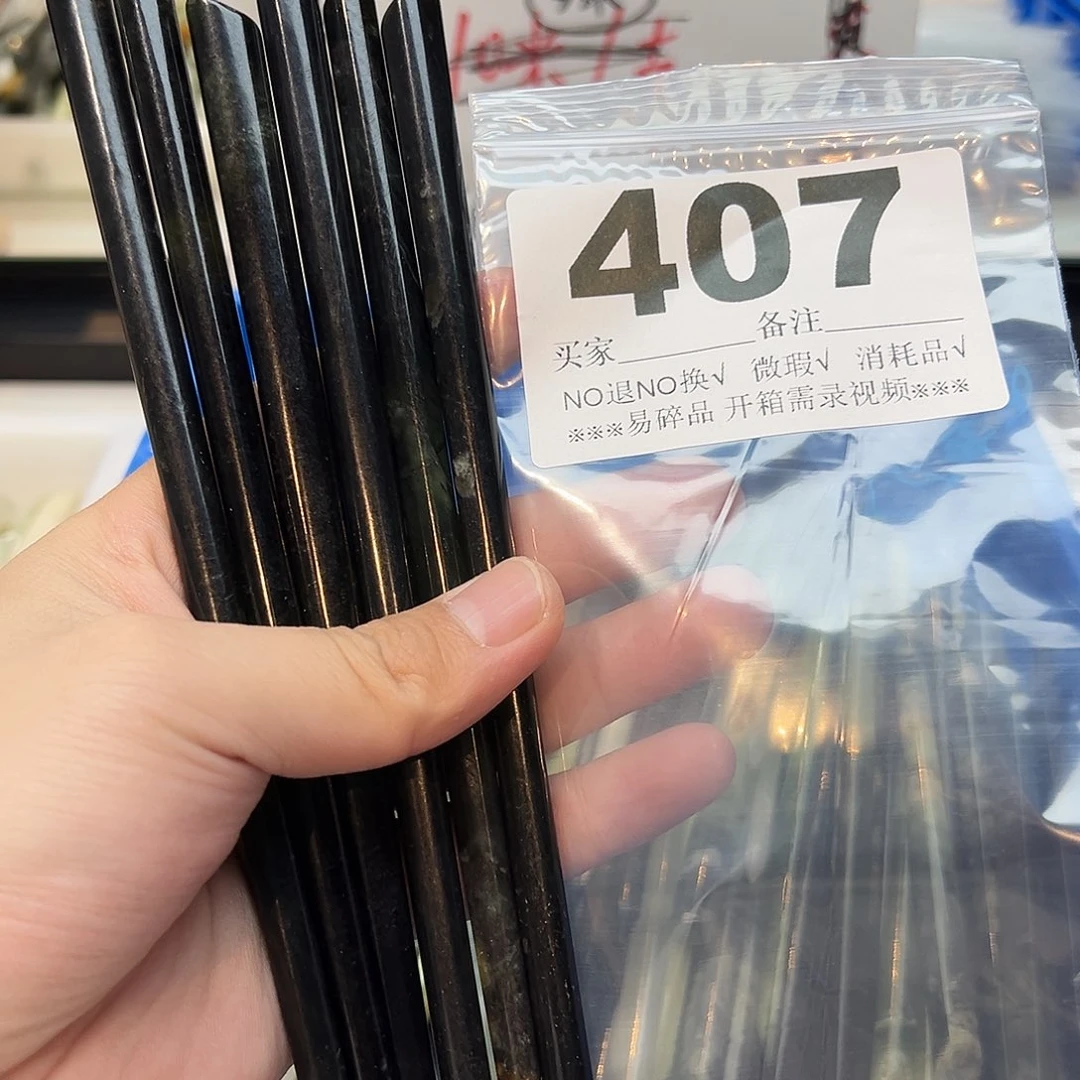 407
买家________备注________
NO退NO换√ 微瑕√ 消耗品√
※※※易碎品 开箱需录视频※※※